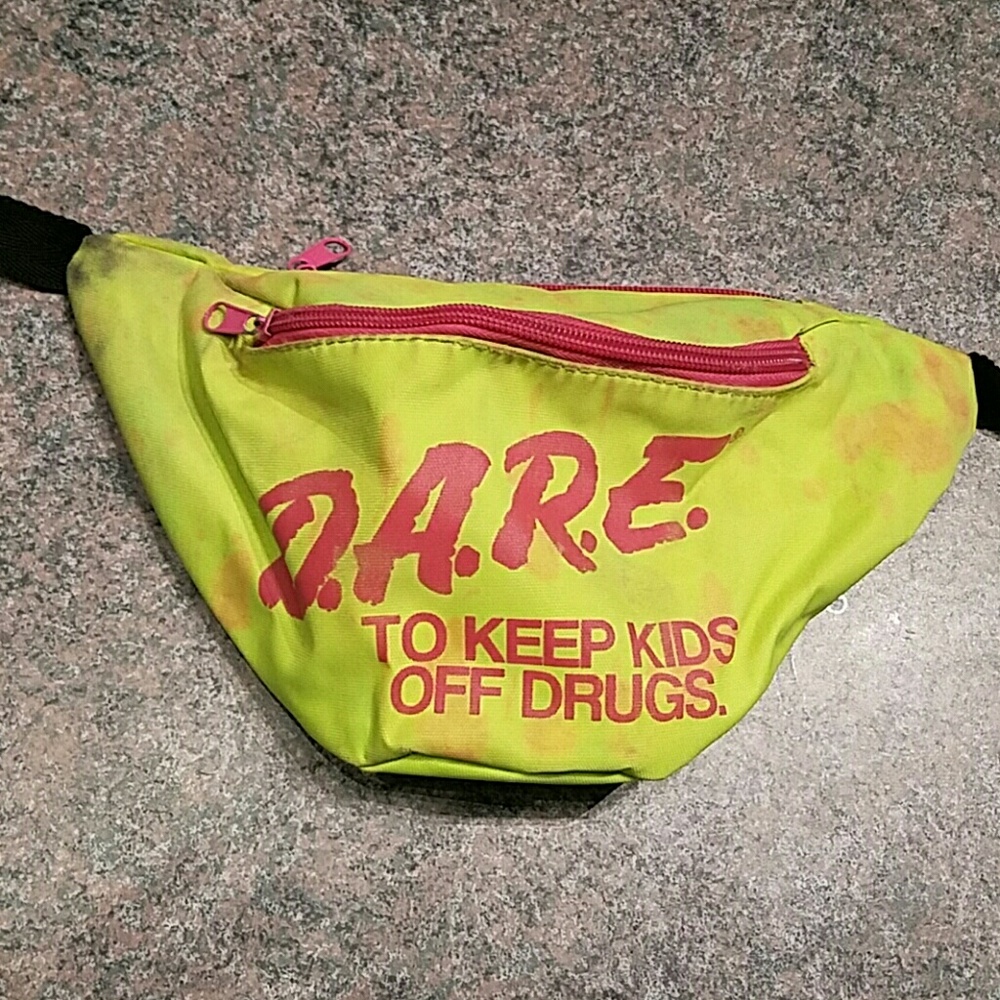 D.A.R.E.®
TO KEEP KIDS
OFF DRUGS.